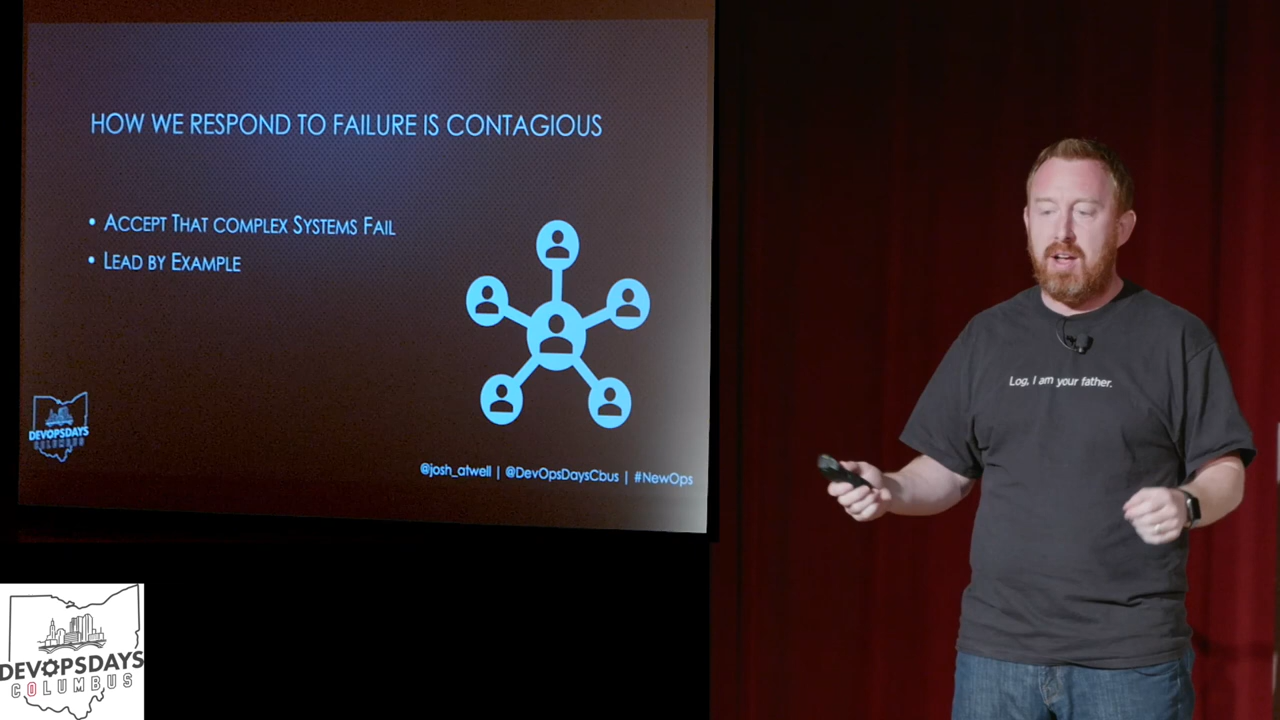 HOW WE RESPOND TO FAILURE IS CONTAGIOUS
• ACCEPT THAT COMPLEX SYSTEMS FAIL
• LEAD BY EXAMPLE
DEVOPSDAYS
COLUMBUS
@josh_atwell | @DevOpsDaysCbus | #NewOps
Log, I am your father.
DEVOPSDAYS
COLUMBUS